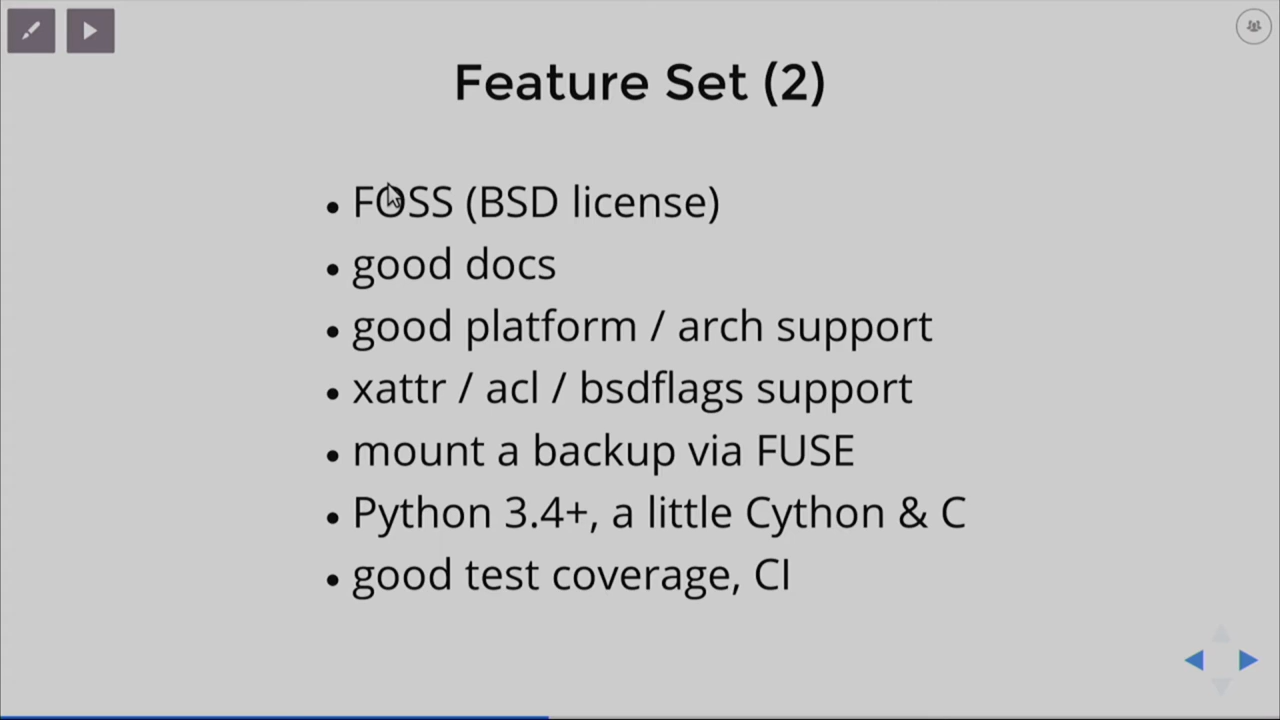 Feature Set (2)
• FOSS (BSD license)
• good docs
• good platform / arch support
• xattr / acl / bsdflags support
• mount a backup via FUSE
• Python 3.4+, a little Cython & C
• good test coverage, CI